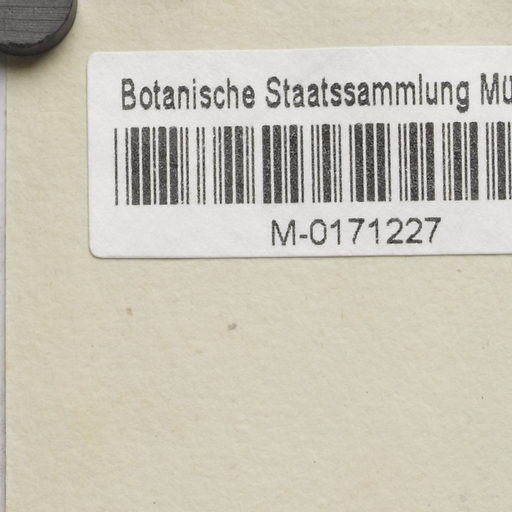 Botanische Staatssammlung Mü
M-0171227